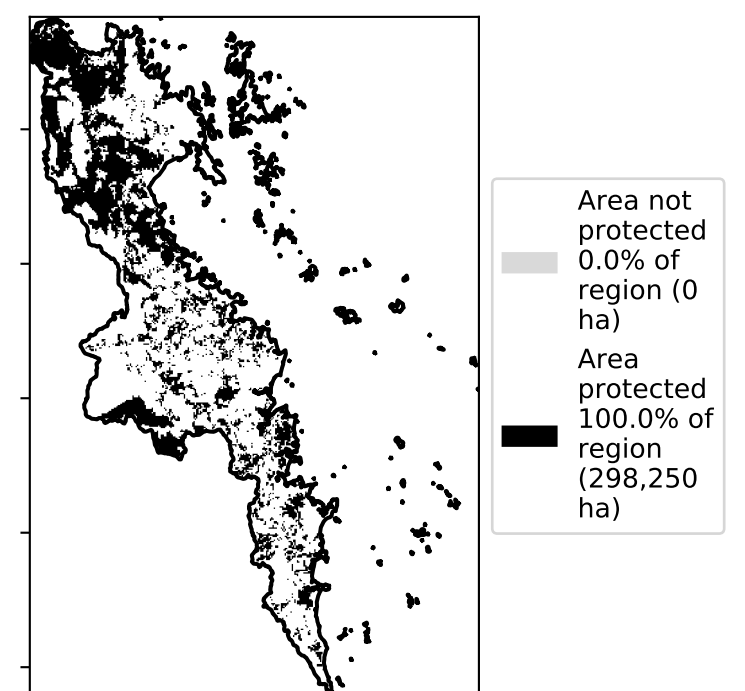 Area not
protected
0.0% of
region (0
ha)
Area
protected
100.0% of
region
(298,250
ha)